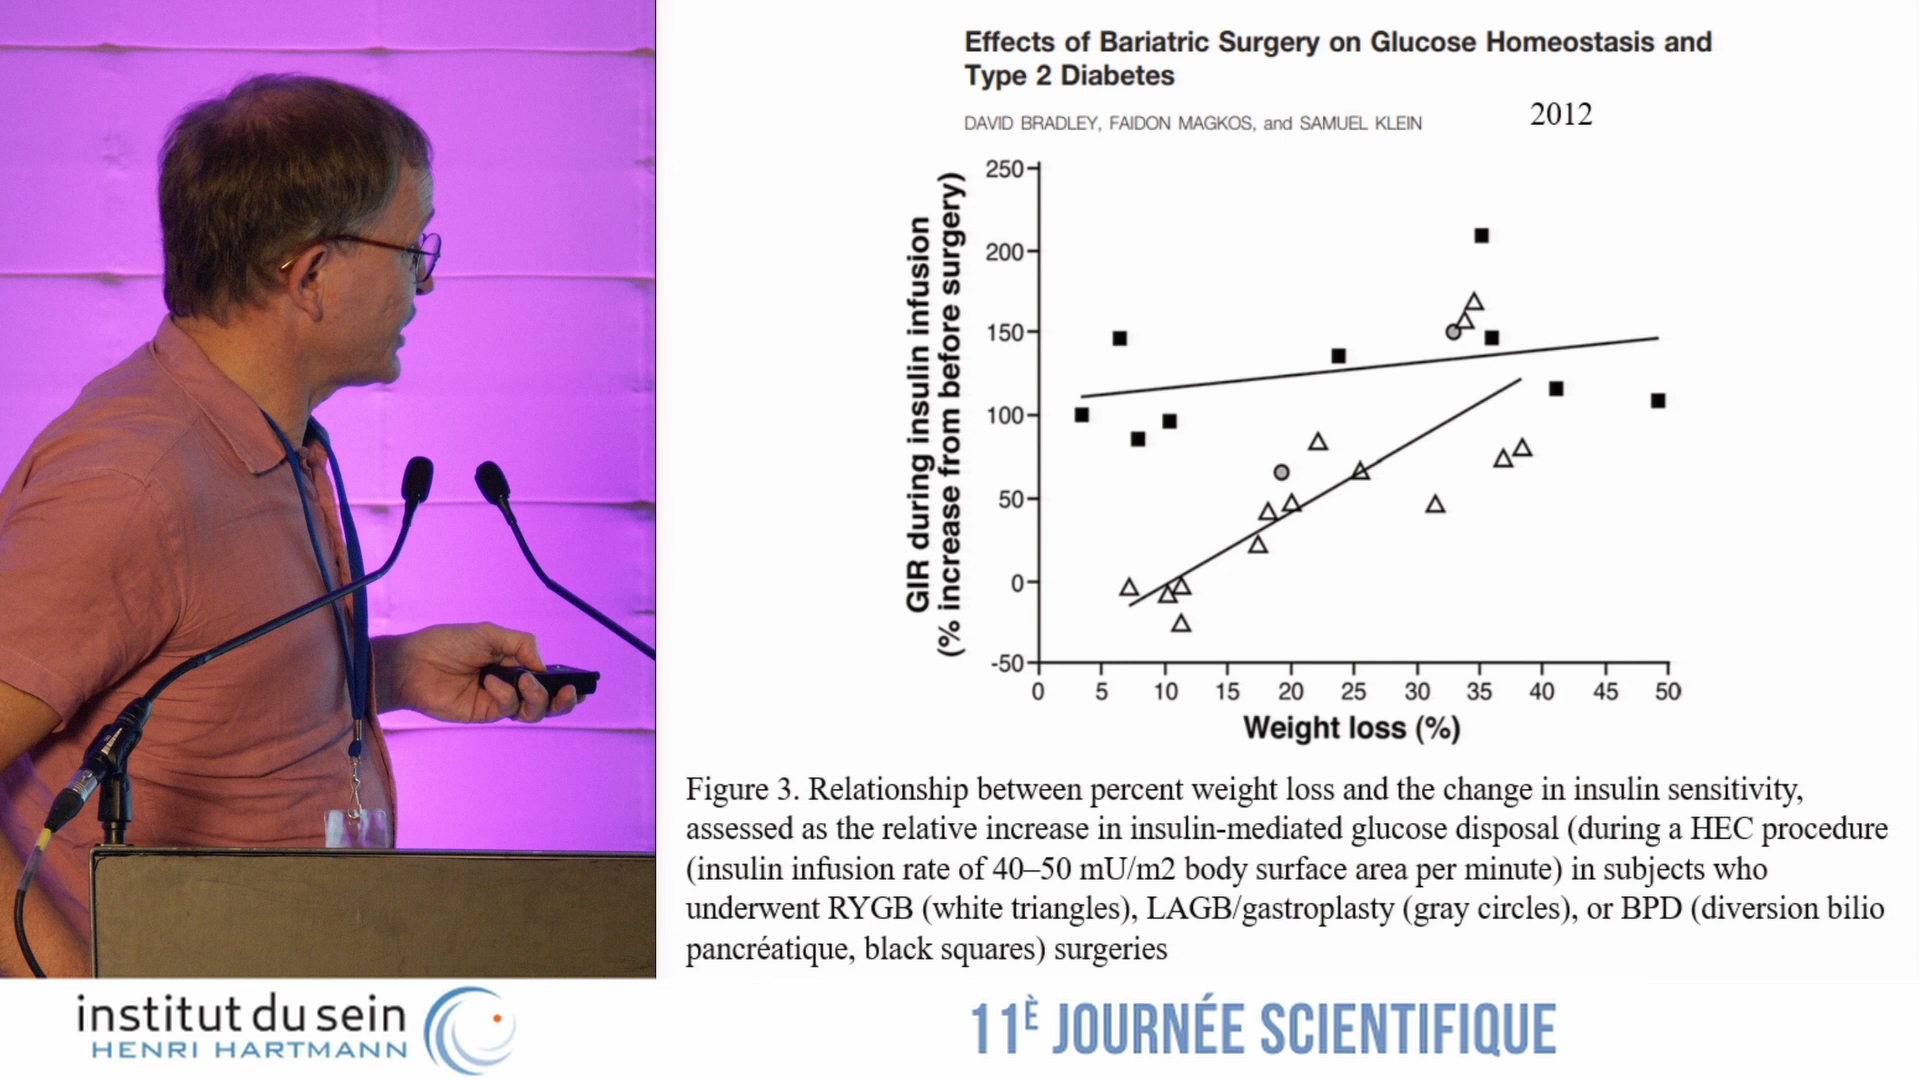 Effects of Bariatric Surgery on Glucose Homeostasis and
Type 2 Diabetes
DAVID BRADLEY, FAIDON MAGKOS, and SAMUEL KLEIN
2012
GIR during insulin infusion
(% increase from before surgery)
250
200
150
100
50
0
-50
0 5 10 15 20 25 30 35 40 45 50
Weight loss (%)
Figure 3. Relationship between percent weight loss and the change in insulin sensitivity,
assessed as the relative increase in insulin-mediated glucose disposal (during a HEC procedure
(insulin infusion rate of 40–50 mU/m2 body surface area per minute) in subjects who
underwent RYGB (white triangles), LAGB/gastroplasty (gray circles), or BPD (diversion bilio
pancréatique, black squares) surgeries
institut du sein
HENRI HARTMANN
11È JOURNÉE SCIENTIFIQUE